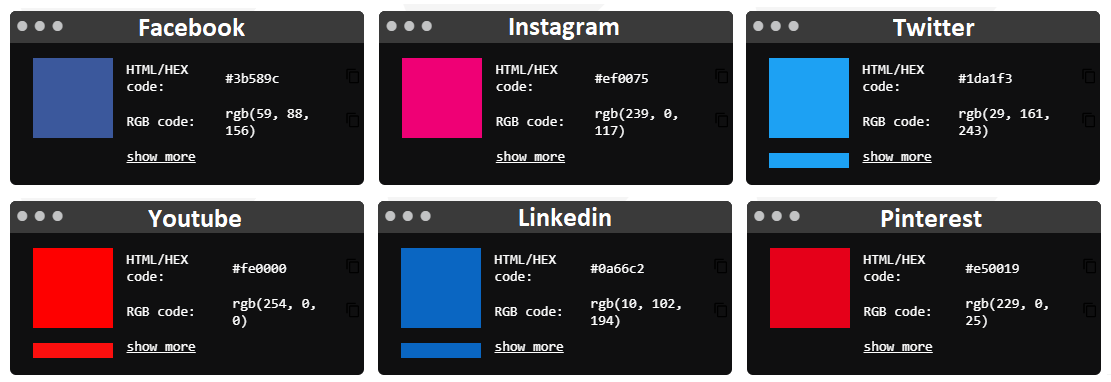 Facebook
HTML/HEX
code:
#3b589c
RGB code:
rgb(59, 88,
156)
show more
Instagram
HTML/HEX
code:
#ef0075
RGB code:
rgb(239, 0,
117)
show more
Twitter
HTML/HEX
code:
#1da1f3
RGB code:
rgb(29, 161,
243)
show more
Youtube
HTML/HEX
code:
#fe0000
RGB code:
rgb(254, 0,
0)
show more
Linkedin
HTML/HEX
code:
#0a66c2
RGB code:
rgb(10, 102,
194)
show more
Pinterest
HTML/HEX
code:
#e50019
RGB code:
rgb(229, 0,
25)
show more